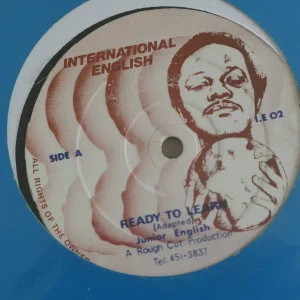 INTERNATIONAL
ENGLISH
SIDE A
I.E 02
READY TO LEARN
(Adapted)
Junior English
A Rough Cut Production
Tel: 451-3837
ALL RIGHTS OF THE OWNER